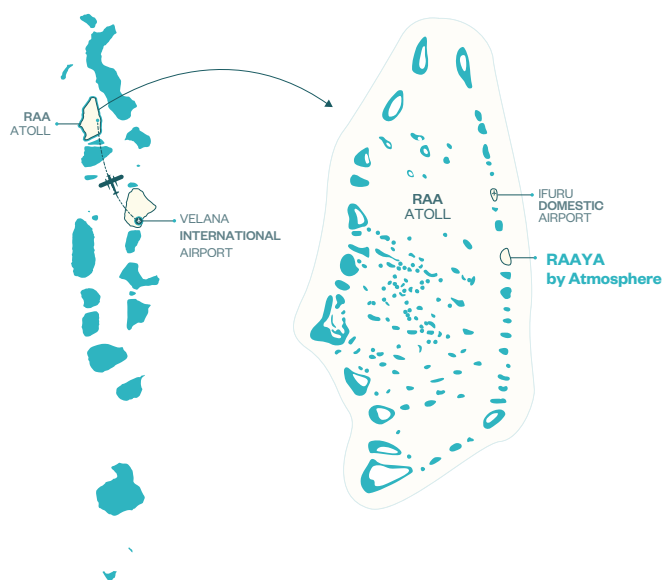 RAA
ATOLL
VELANA
INTERNATIONAL
AIRPORT
RAA
ATOLL
IFURU
DOMESTIC
AIRPORT
RAAYA
by Atmosphere